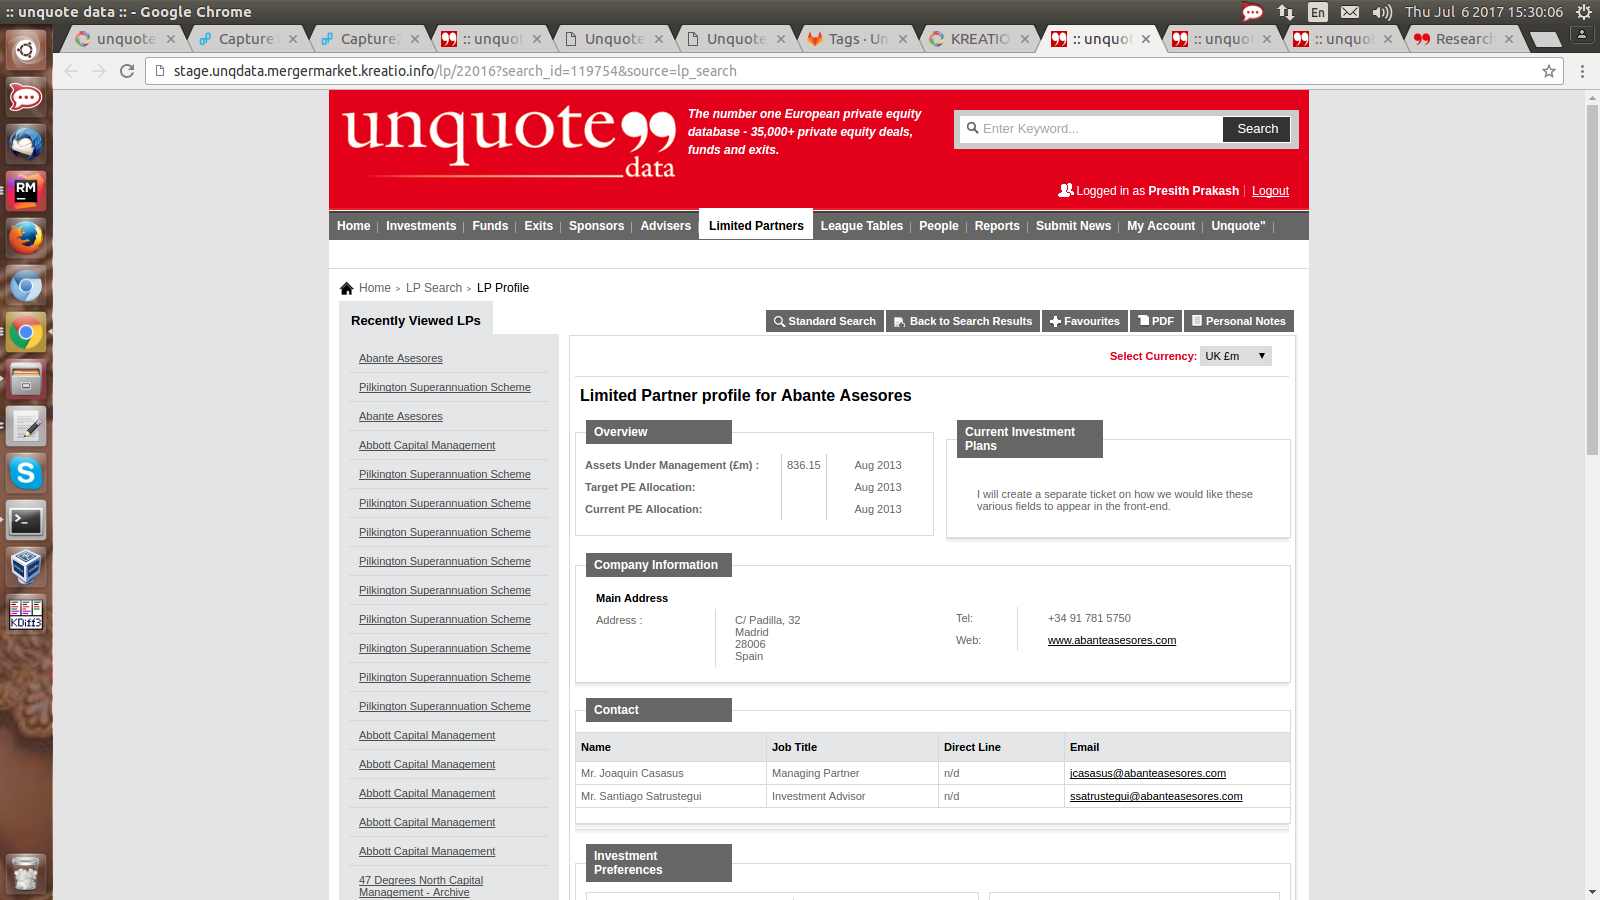 :: unquote data :: - Google Chrome
En
Thu Jul 6 2017 15:30:06
unquote
Capture
Capture
:: unquo
Unquote
Unquote
Tags · Un
KREATIO
:: unquo
:: unquo
:: unquo
Research
stage.unqdata.mergermarket.kreatio.info/lp/22016?search_id=119754&source=lp_search
unquote data
The number one European private equity
database - 35,000+ private equity deals,
funds and exits.
Enter Keyword...
Search
Logged in as Presith Prakash | Logout
Home | Investments | Funds | Exits | Sponsors | Advisers | Limited Partners | League Tables | People | Reports | Submit News | My Account | Unquote" |
Home > LP Search > LP Profile
Recently Viewed LPs
Standard Search
Back to Search Results
Favourites
PDF
Personal Notes
Abante Asesores
Pilkington Superannuation Scheme
Abante Asesores
Abbott Capital Management
Pilkington Superannuation Scheme
Pilkington Superannuation Scheme
Pilkington Superannuation Scheme
Pilkington Superannuation Scheme
Pilkington Superannuation Scheme
Pilkington Superannuation Scheme
Pilkington Superannuation Scheme
Pilkington Superannuation Scheme
Pilkington Superannuation Scheme
Abbott Capital Management
Abbott Capital Management
Abbott Capital Management
Abbott Capital Management
Abbott Capital Management
47 Degrees North Capital
Management - Archive
Select Currency: UK £m
Limited Partner profile for Abante Asesores
Overview
Assets Under Management (£m) : 836.15 Aug 2013
Target PE Allocation: Aug 2013
Current PE Allocation: Aug 2013
Current Investment
Plans
I will create a separate ticket on how we would like these
various fields to appear in the front-end.
Company Information
Main Address
Address :
C/ Padilla, 32
Madrid
28006
Spain
Tel: +34 91 781 5750
Web: www.abanteasesores.com
Contact
Name Job Title Direct Line Email
Mr. Joaquin Casasus Managing Partner n/d jcasasus@abanteasesores.com
Mr. Santiago Satrustegui Investment Advisor n/d ssatrustegui@abanteasesores.com
Investment
Preferences
RM
KDiff3